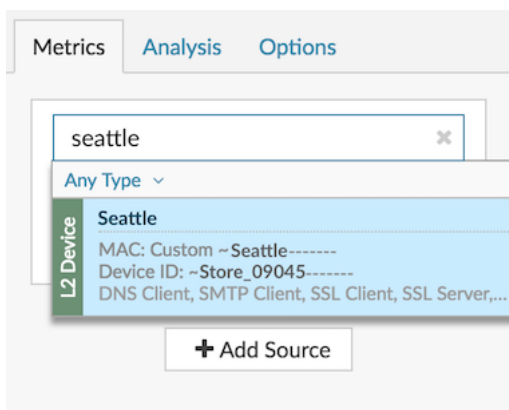 Metrics Analysis Options
seattle
Any Type
L2 Device
Seattle
MAC: Custom ~Seattle-------
Device ID: ~Store_09045-------
DNS Client, SMTP Client, SSL Client, SSL Server,...
+ Add Source